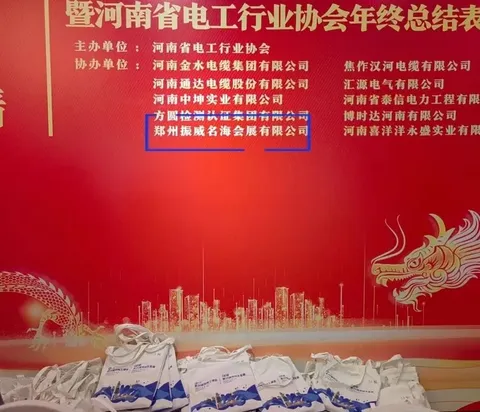 暨河南省电工行业协会年终总结表
主办单位：河南省电工行业协会
协办单位：河南金水电缆集团有限公司 焦作汉河电缆有限公司
河南通达电缆股份有限公司 汇源电气有限公司
河南中坤实业有限公司 河南省泰信电力工程有限
方圆检测认证集团有限公司 博时达河南有限公司
郑州振威名海会展有限公司 河南喜洋洋永盛实业有